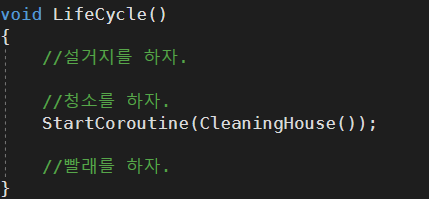 void LifeCycle()
{
//설거지를 하자.
//청소를 하자.
StartCoroutine(CleaningHouse());
//빨래를 하자.
}